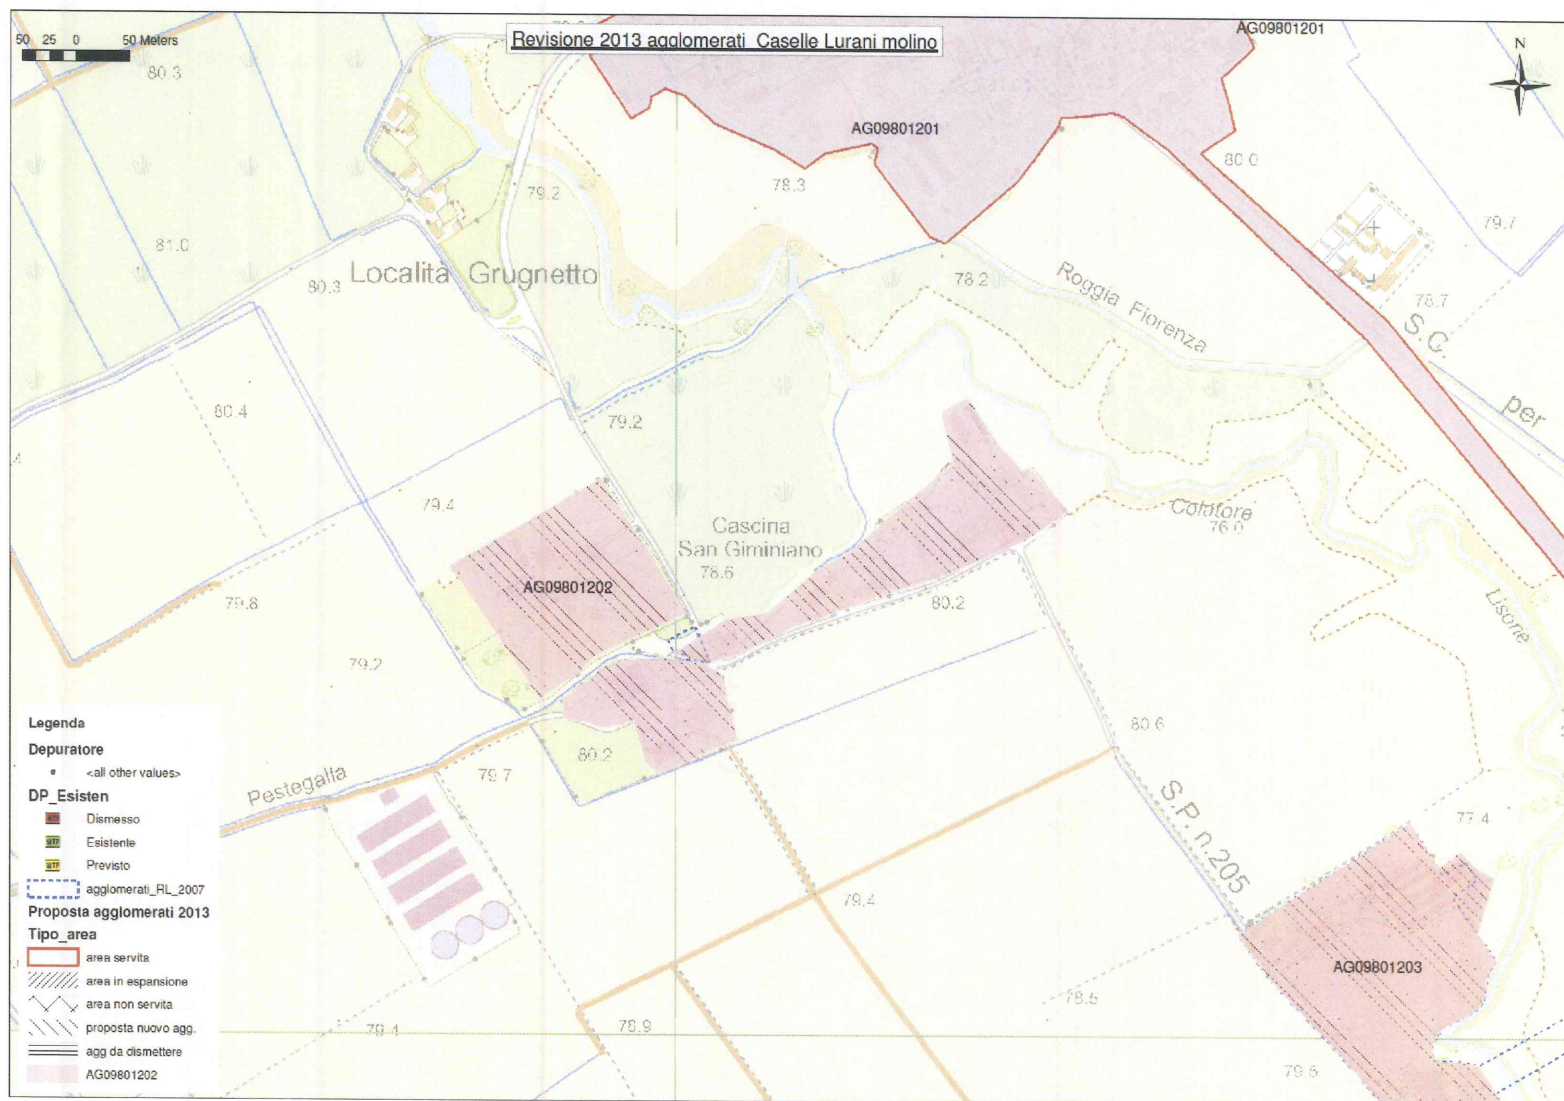 50 25 0 50 Meters
Revisione 2013 agglomerati Caselle Lurani molino
AG09801201
N
80.3
AG09801201
80.0
78.3
79.2
79.7
81.0
Località Grugnetto
80.3
78.2
Roggia Fiorenza
78.7
S.C.
per
80.4
79.2
79.4
Cascina
San Giminiano
78.6
Colatore
76.0
AG09801202
79.8
80.2
Lisone
79.2
80.6
80.2
79.7
Pestegalla
S.P. n.205
77.4
79.4
AG09801203
78.5
79.4
78.9
79.5
Legenda
Depuratore
<all other values>
DP_Esisten
Dismesso
Esistente
Previsto
agglomerati_RL_2007
Proposta agglomerati 2013
Tipo_area
area servita
area in espansione
area non servita
proposta nuovo agg.
agg da dismettere
AG09801202